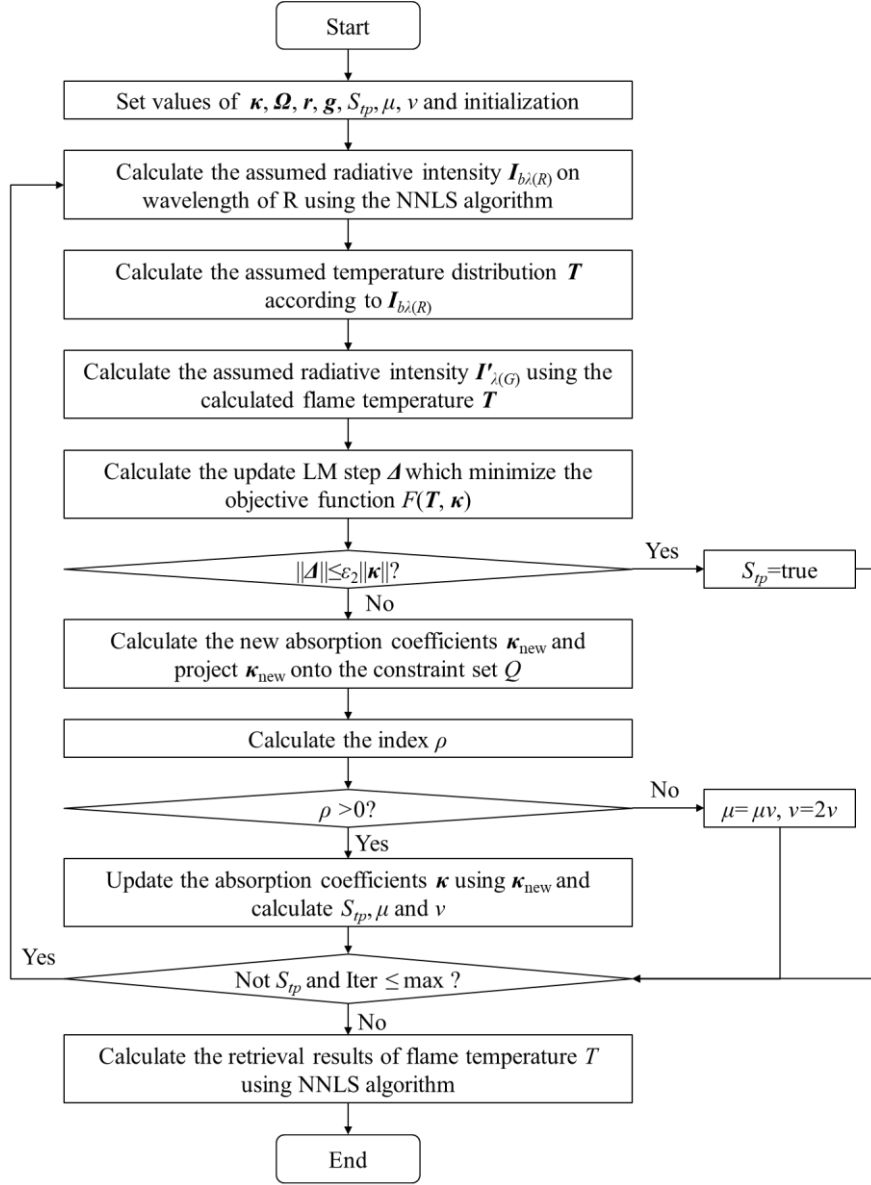 Start
Set values of κ, Ω, r, g, Stp, μ, ν and initialization
Calculate the assumed radiative intensity Ibλ(R) on
wavelength of R using the NNLS algorithm
Calculate the assumed temperature distribution T
according to Ibλ(R)
Calculate the assumed radiative intensity I'λ(G) using the
calculated flame temperature T
Calculate the update LM step Δ which minimize the
objective function F(T, κ)
||Δ||≤ε2||κ||?
Yes
Stp=true
No
Calculate the new absorption coefficients κnew and
project κnew onto the constraint set Q
Calculate the index ρ
ρ >0?
No
μ= μν, ν=2ν
Yes
Update the absorption coefficients κ using κnew and
calculate Stp, μ and ν
Yes
Not Stp and Iter ≤ max ?
No
Calculate the retrieval results of flame temperature T
using NNLS algorithm
End